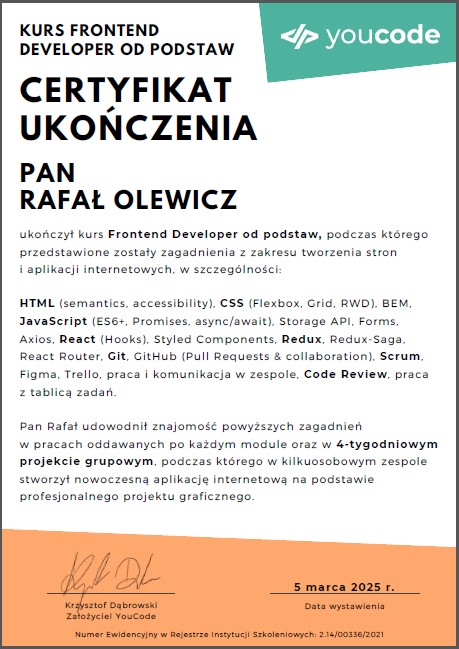 KURS FRONTEND
DEVELOPER OD PODSTAW
</> youcode
CERTYFIKAT
UKOŃCZENIA
PAN
RAFAŁ OLEWICZ
ukończył kurs Frontend Developer od podstaw, podczas którego
przedstawione zostały zagadnienia z zakresu tworzenia stron
i aplikacji internetowych, w szczególności:
HTML (semantics, accessibility), CSS (Flexbox, Grid, RWD), BEM,
JavaScript (ES6+, Promises, async/await), Storage API, Forms,
Axios, React (Hooks), Styled Components, Redux, Redux-Saga,
React Router, Git, GitHub (Pull Requests & collaboration), Scrum,
Figma, Trello, praca i komunikacja w zespole, Code Review, praca
z tablicą zadań.
Pan Rafał udowodnił znajomość powyższych zagadnień
w pracach oddawanych po każdym module oraz w 4-tygodniowym
projekcie grupowym, podczas którego w kilkuosobowym zespole
stworzył nowoczesną aplikację internetową na podstawie
profesjonalnego projektu graficznego.
Krzysztof Dąbrowski
Założyciel YouCode
5 marca 2025 r.
Data wystawienia
Numer Ewidencyjny w Rejestrze Instytucji Szkoleniowych: 2.14/00336/2021